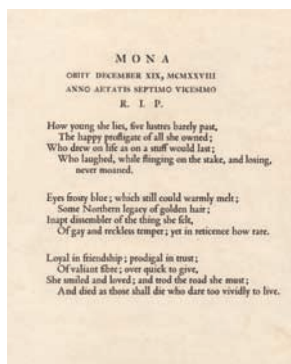 MONA
OBIIT DECEMBER XIX, MCMXXVIII
ANNO AETATIS SEPTIMO VICESIMO
R. I. P.
How young she lies, five lustres barely past,
The happy profligate of all she owned;
Who drew on life as on a stuff would last;
Who laughed, while flinging on the stake, and losing,
never moaned.
Eyes frosty blue; which still could warmly melt;
Some Northern legacy of golden hair;
Inapt dissembler of the thing she felt,
Of gay and reckless temper; yet in reticence how rare.
Loyal in friendship; prodigal in trust;
Of valiant fibre; over quick to give,
She smiled and loved; and trod the road she must;
And died as those shall die who dare too vividly to live.